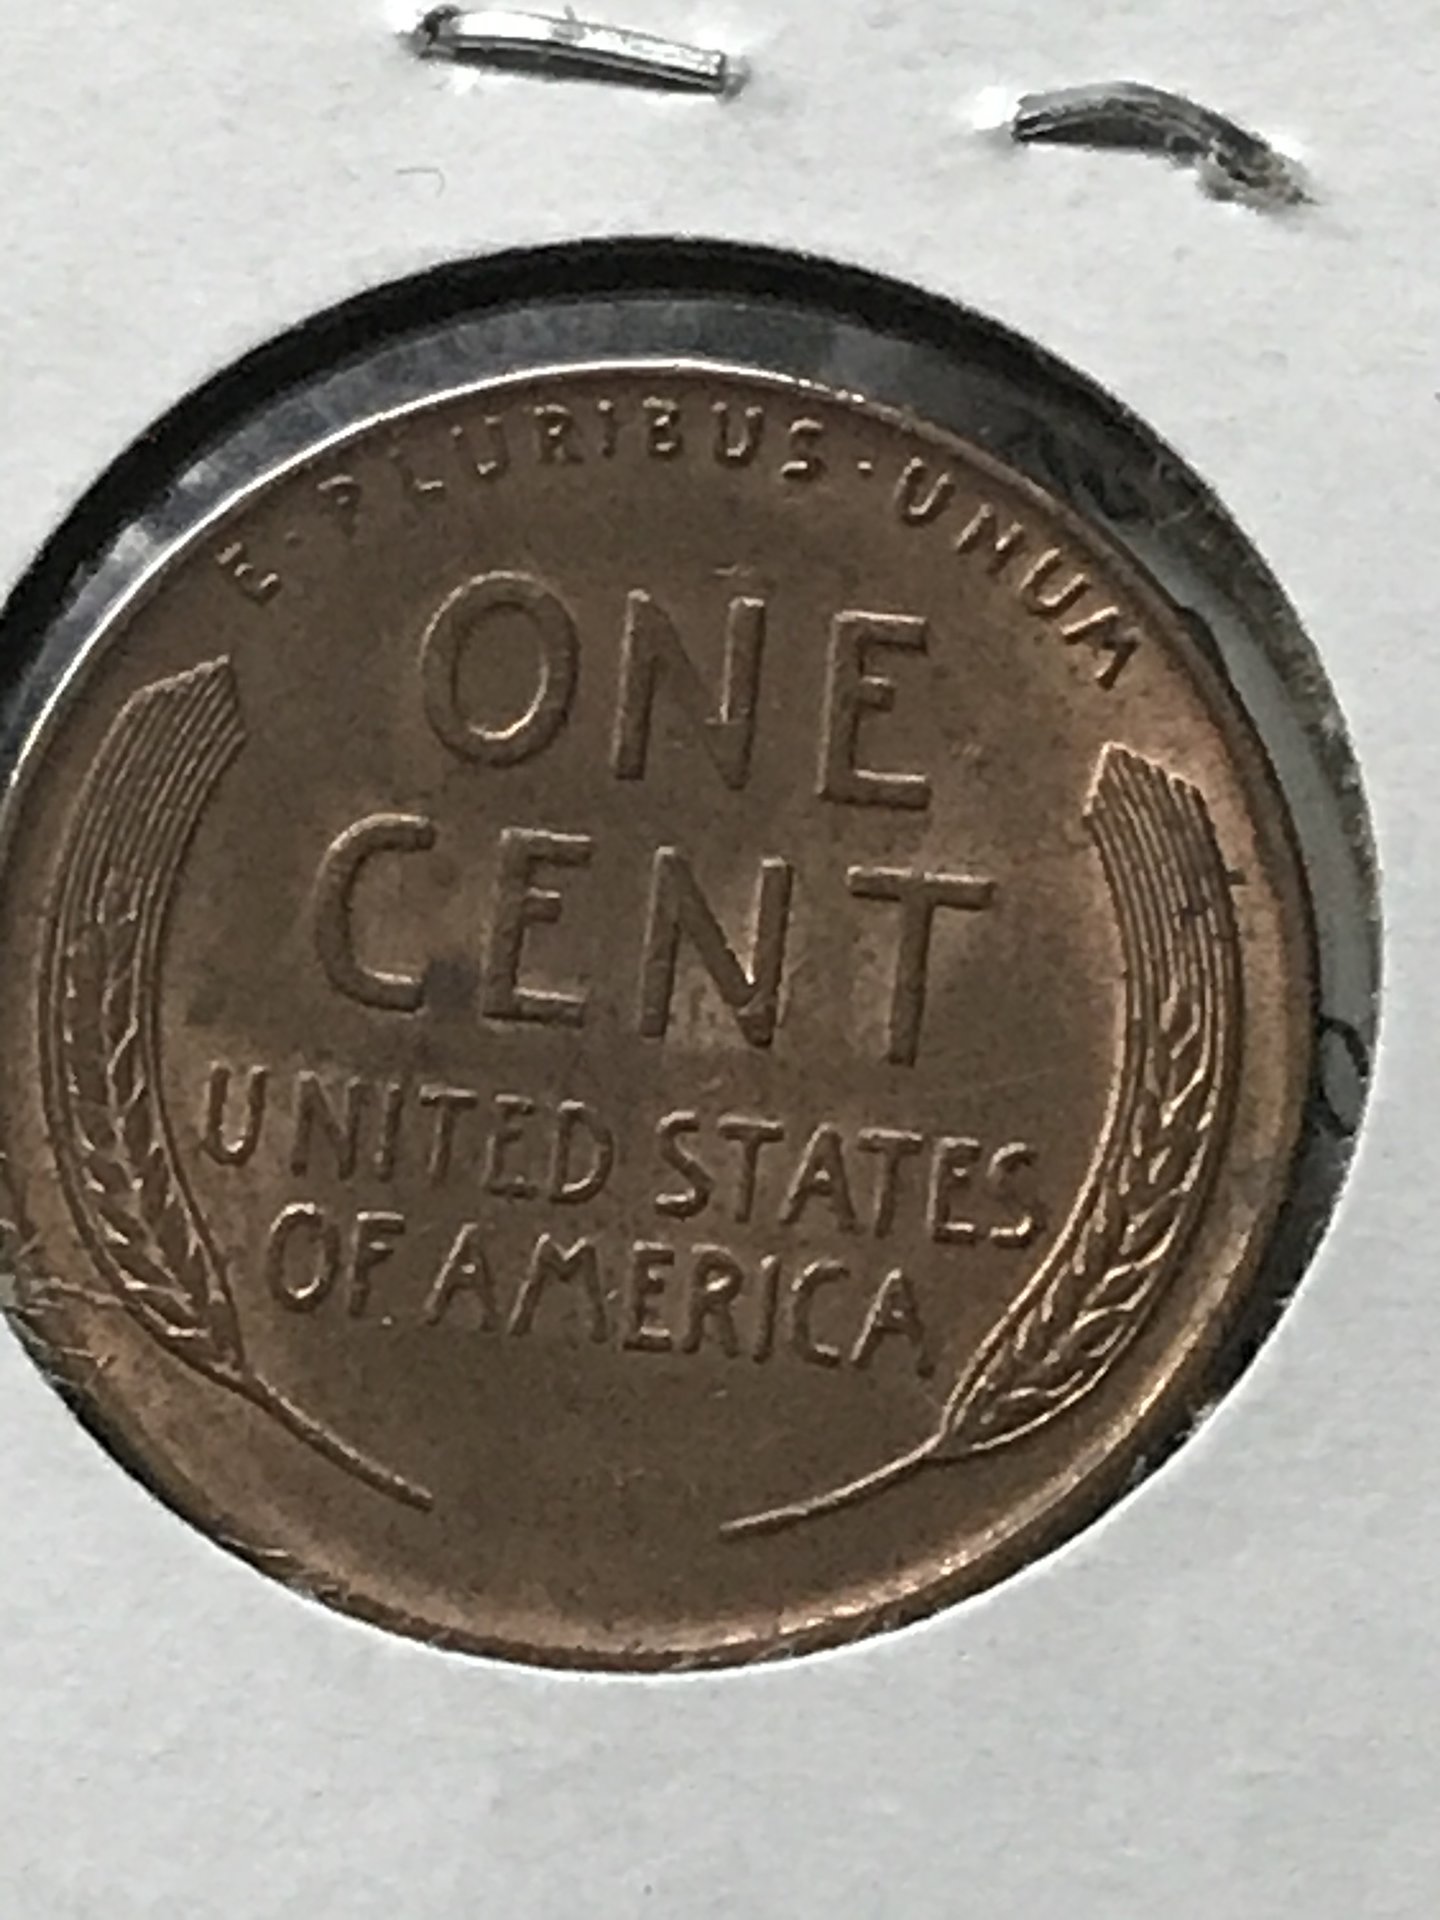 E·PLURIBUS·UNUM
ONE
CENT
UNITED STATES
OF AMERICA